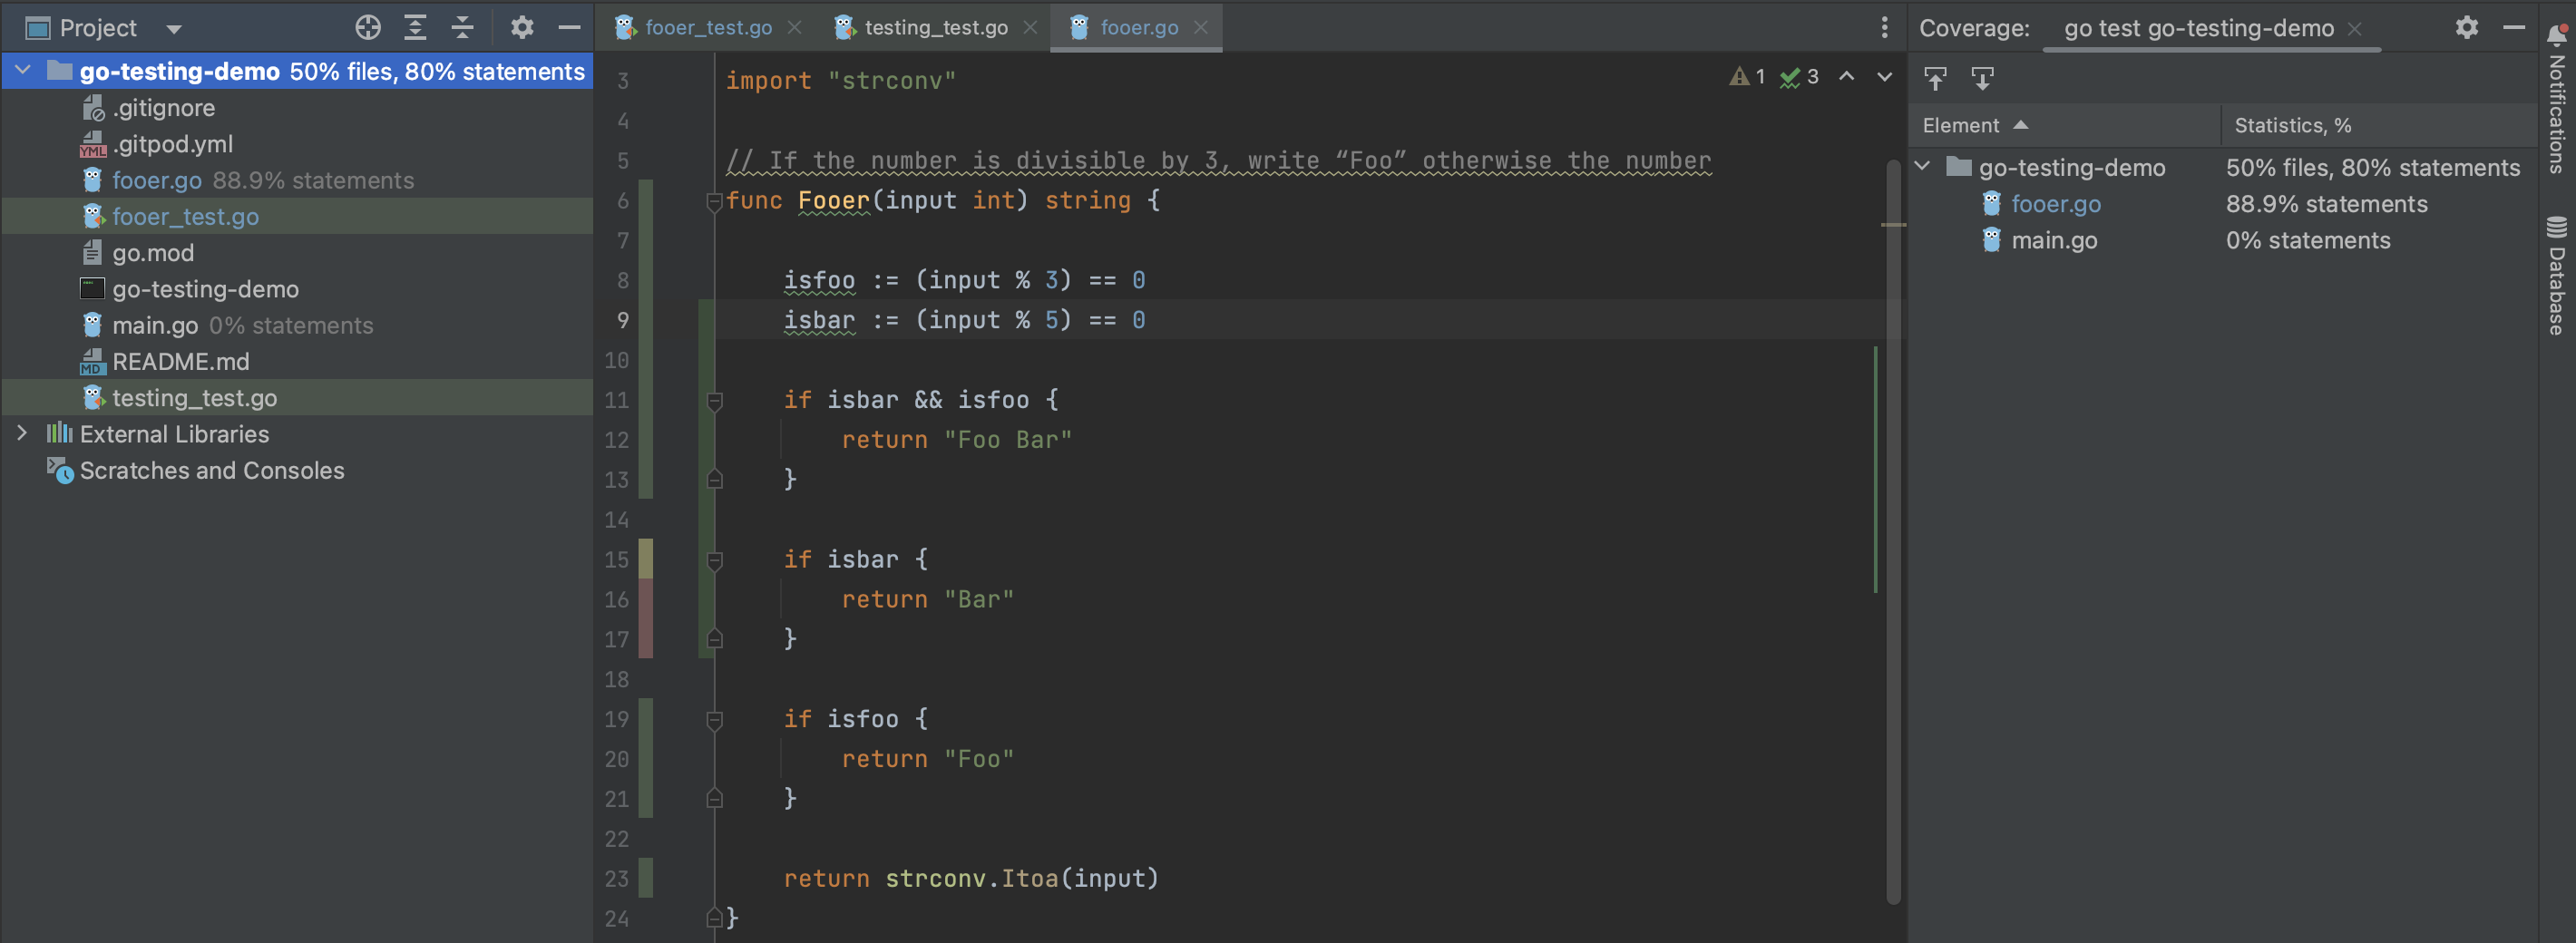 Project
go-testing-demo 50% files, 80% statements
.gitignore
.gitpod.yml
fooer.go 88.9% statements
fooer_test.go
go.mod
go-testing-demo
main.go 0% statements
README.md
testing_test.go
External Libraries
Scratches and Consoles
fooer_test.go
testing_test.go
fooer.go
1 3
3 import "strconv"
4
5 // If the number is divisible by 3, write “Foo” otherwise the number
6 func Fooer(input int) string {
7
8 isfoo := (input % 3) == 0
9 isbar := (input % 5) == 0
10
11 if isbar && isfoo {
12 return "Foo Bar"
13 }
14
15 if isbar {
16 return "Bar"
17 }
18
19 if isfoo {
20 return "Foo"
21 }
22
23 return strconv.Itoa(input)
24 }
Coverage: go test go-testing-demo
Element Statistics, %
go-testing-demo 50% files, 80% statements
fooer.go 88.9% statements
main.go 0% statements
Notifications
Database
YML
MD